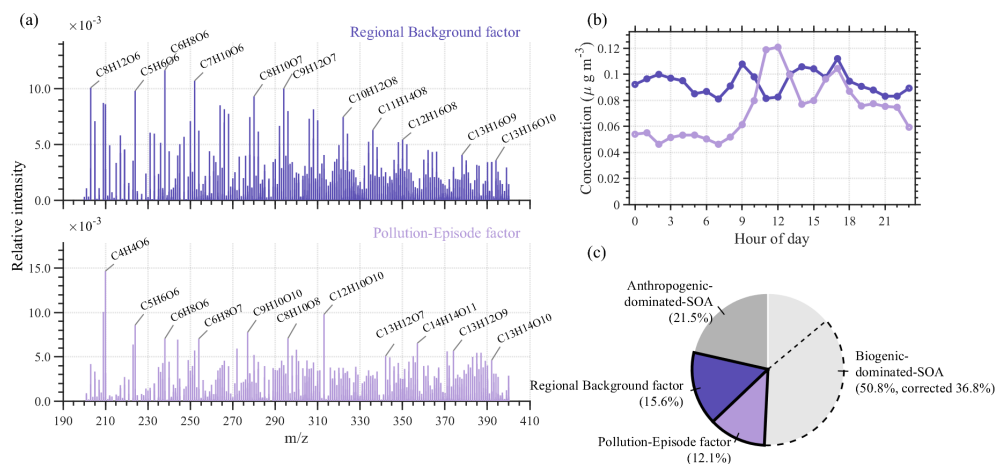 (a)
×10⁻³
Regional Background factor
C8H12O6
C5H6O6
C6H8O6
C7H10O6
C8H10O7
C9H12O7
C10H12O8
C11H14O8
C12H16O8
C13H16O9
C13H16O10
10.0
5.0
0.0
Relative intensity
×10⁻³
Pollution-Episode factor
C4H4O6
C5H6O6
C6H8O6
C6H8O7
C9H10O10
C8H10O8
C12H10O10
C13H12O7
C14H14O11
C13H12O9
C13H14O10
15.0
10.0
5.0
0.0
190 210 230 250 270 290 310 330 350 370 390 410
m/z
(b)
Concentration (μ g m⁻³)
0.12
0.1
0.08
0.06
0.04
0.02
0
0 3 6 9 12 15 18 21
Hour of day
(c)
Anthropogenic-
dominated-SOA
(21.5%)
Biogenic-
dominated-SOA
(50.8%, corrected 36.8%)
Regional Background factor
(15.6%)
Pollution-Episode factor
(12.1%)